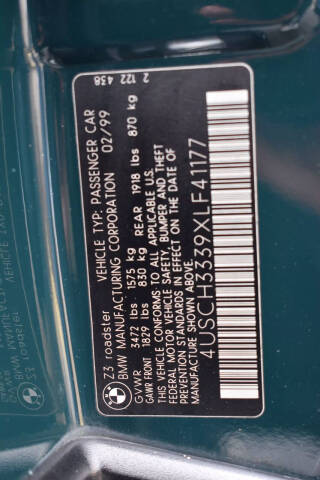 Z3 roadster VEHICLE TYP: PASSENGER CAR 2 122 438
BMW MANUFACTURING CORPORATION 02/99
GVWR 3472 lbs 1575 kg
GAWR FRONT 1829 lbs 830 kg REAR 1918 lbs 870 kg
THIS VEHICLE CONFORMS TO ALL APPLICABLE U.S.
FEDERAL MOTOR VEHICLE SAFETY, BUMPER AND THEFT
PREVENTION STANDARDS IN EFFECT ON THE DATE OF
MANUFACTURE SHOWN ABOVE.
4USCH3339XLF41177